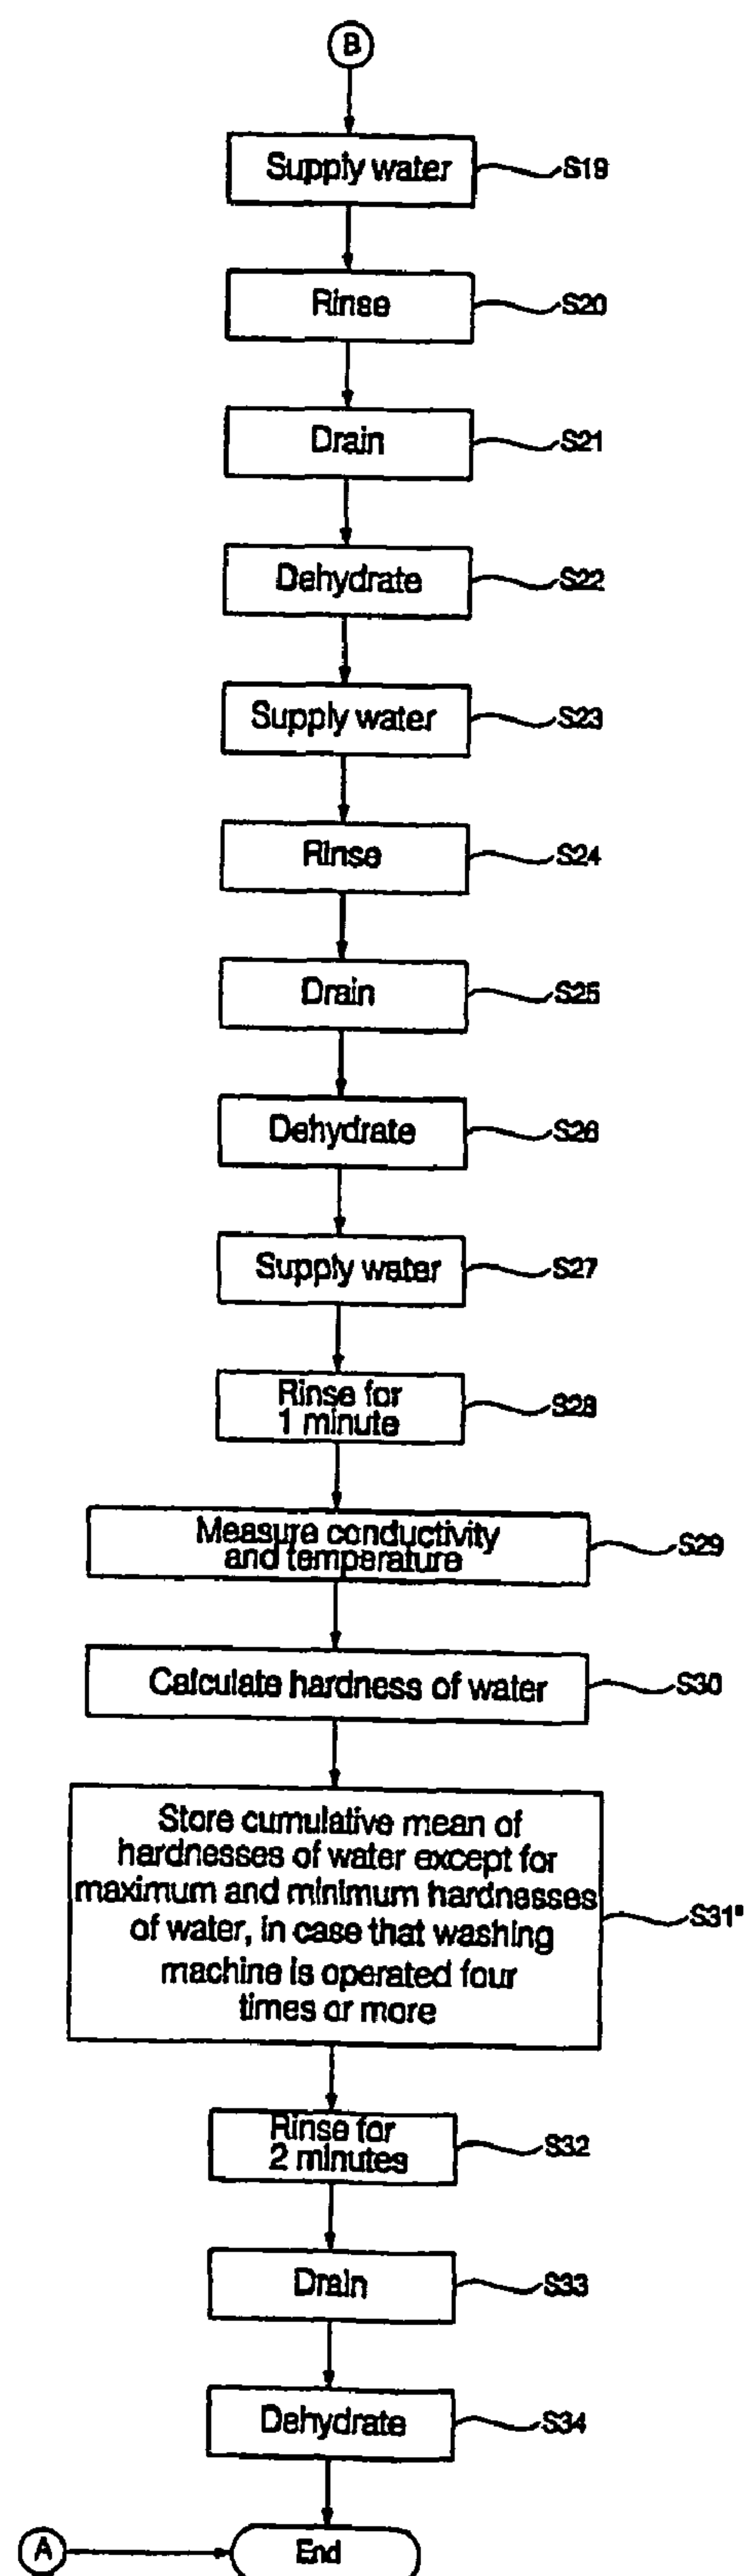 B
Supply water
S19
Rinse
S20
Drain
S21
Dehydrate
S22
Supply water
S23
Rinse
S24
Drain
S25
Dehydrate
S26
Supply water
S27
Rinse for
1 minute
S28
Measure conductivity
and temperature
S29
Calculate hardness of water
S30
Store cumulative mean of
hardnesses of water except for
maximum and minimum hardnesses
of water, in case that washing
machine is operated four
times or more
S31"
Rinse for
2 minutes
S32
Drain
S33
Dehydrate
S34
A
End